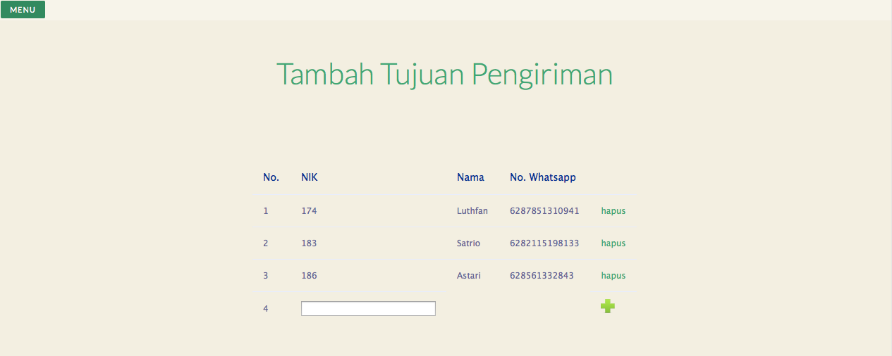 MENU
Tambah Tujuan Pengiriman
No. NIK Nama No. Whatsapp
1 174 Luthfan 6287851310941 hapus
2 183 Satrio 6282115198133 hapus
3 186 Astari 628561332843 hapus
4